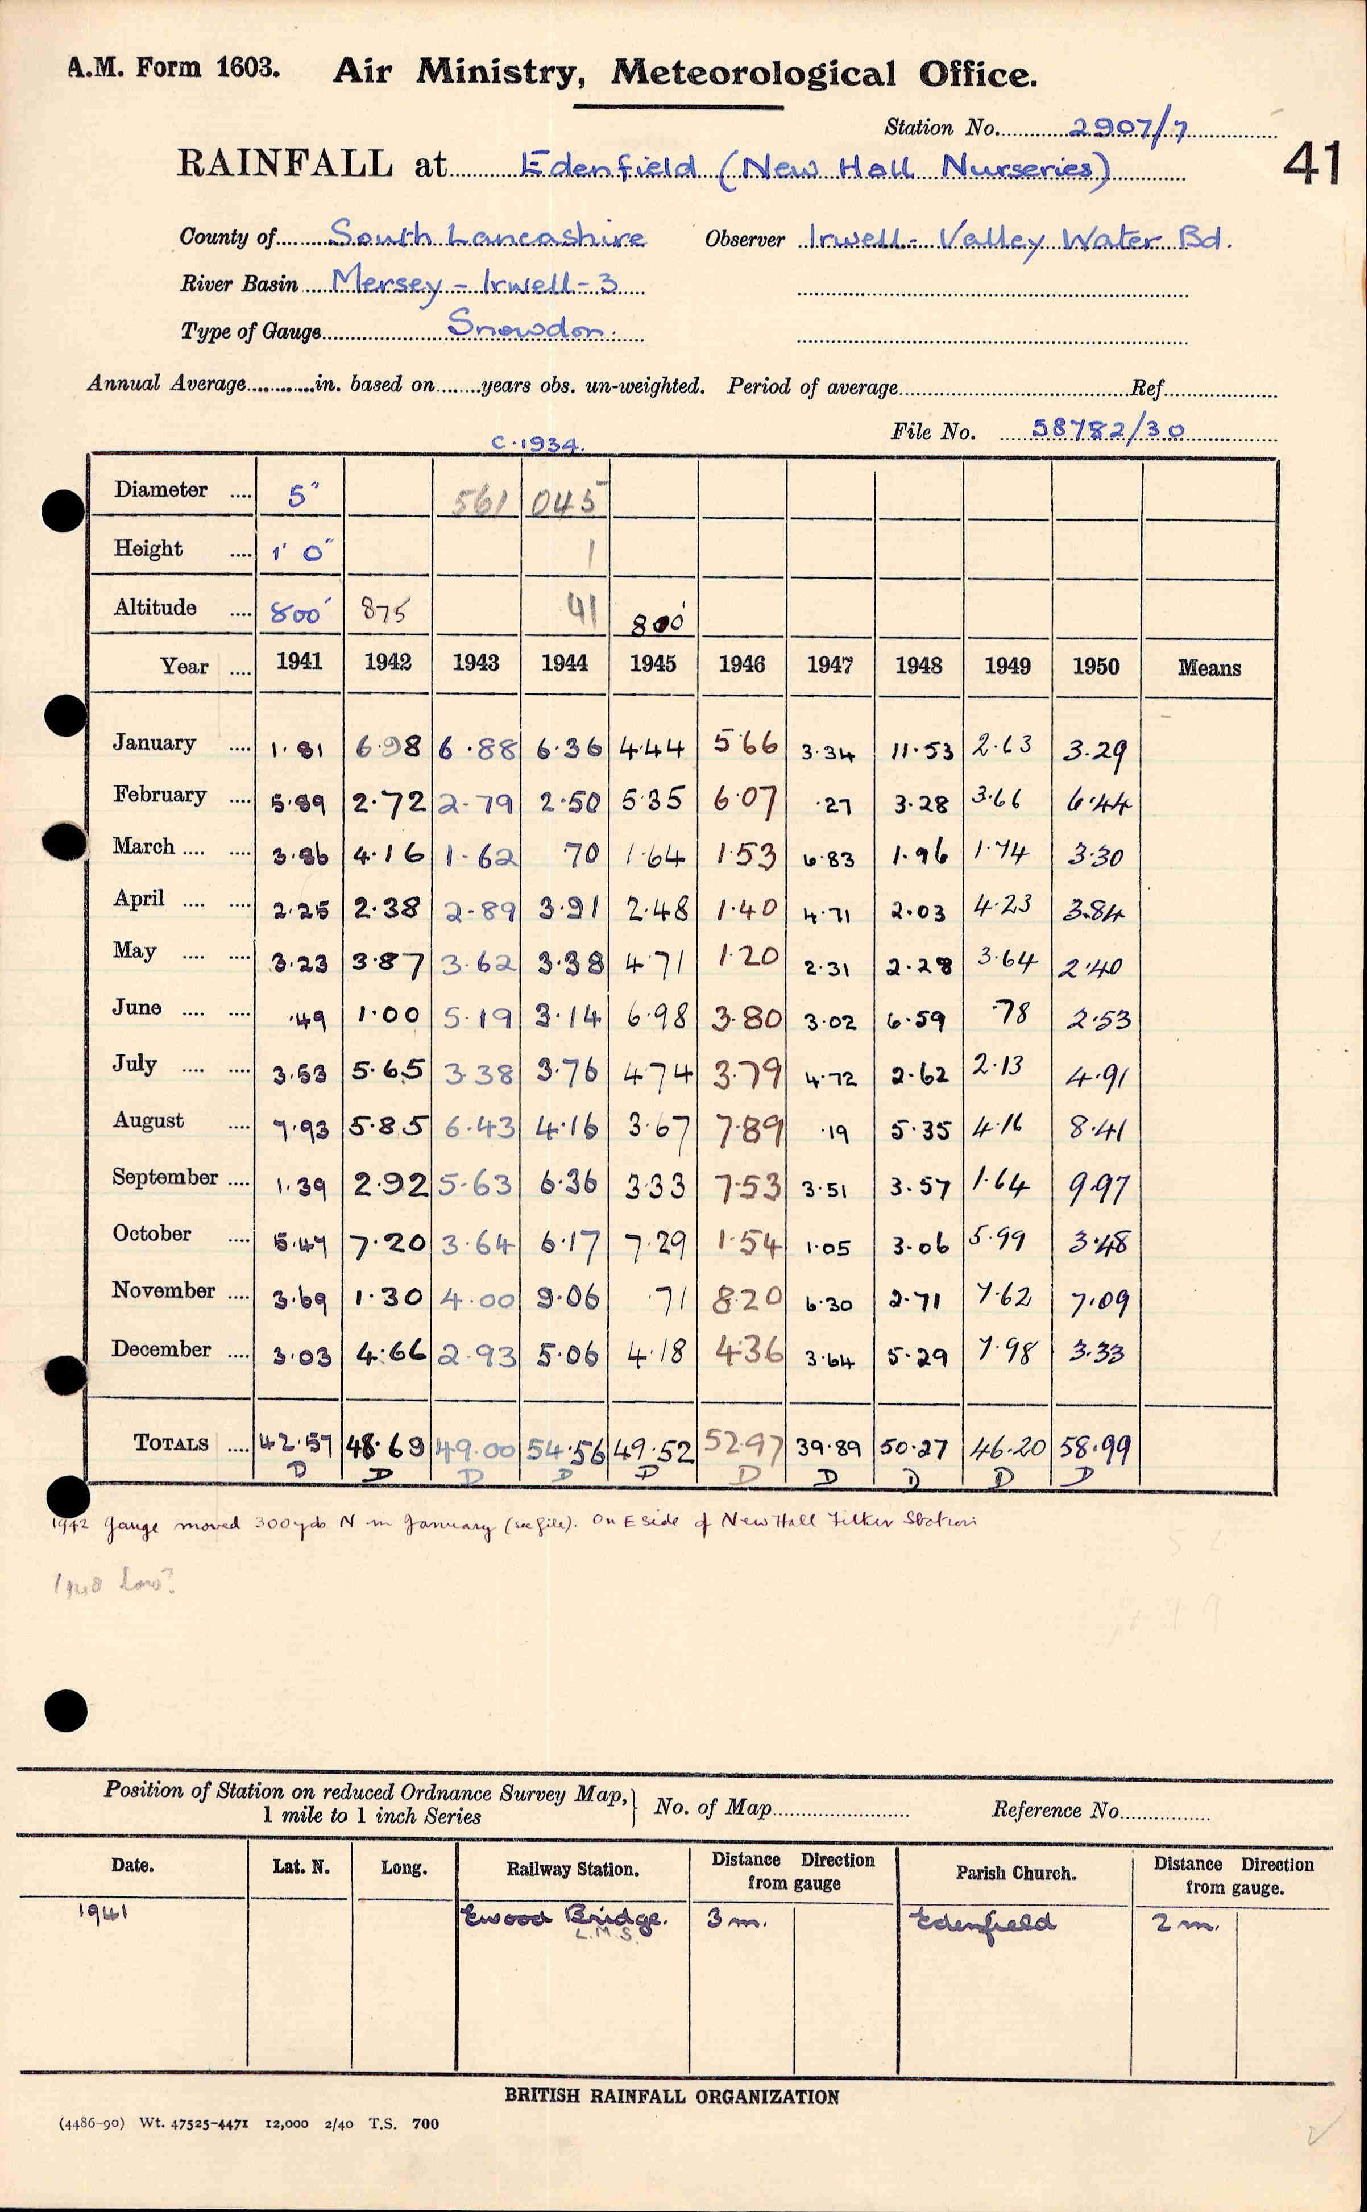 A.M. Form 1603. Air Ministry, Meteorological Office.
Station No. 2907/7
RAINFALL at Edenfield (New Hall Nurseries) 41
County of South Lancashire Observer Irwell-Valley Water Bd.
River Basin Mersey - Irwell - 3
Type of Gauge Snowdon.
Annual Average............in. based on........years obs. un-weighted. Period of average............Ref............
File No. 58782/30
C.1934.
Diameter .... 5" 561 045
Height .... 1' 0" 1
Altitude .... 800' 875 41 800'
Year .... 1941 1942 1943 1944 1945 1946 1947 1948 1949 1950 Means
January .... 1.81 6.98 6.88 6.36 4.44 5.66 3.34 11.53 2.63 3.29
February .... 5.89 2.72 2.79 2.50 5.35 6.07 .27 3.28 3.66 6.44
March .... .... 3.86 4.16 1.62 70 1.64 1.53 6.83 1.96 1.74 3.30
April .... .... 2.25 2.38 2.89 3.91 2.48 1.40 4.71 2.03 4.23 3.84
May .... .... 3.23 3.87 3.62 3.38 4.71 1.20 2.31 2.28 3.64 2.40
June .... .... .49 1.00 5.19 3.14 6.98 3.80 3.02 6.59 .78 2.53
July .... .... 3.53 5.65 3.38 3.76 4.74 3.79 4.72 2.62 2.13 4.91
August .... 7.93 5.85 6.43 4.16 3.67 7.89 .19 5.35 4.16 8.41
September .... 1.39 2.92 5.63 6.36 3.33 7.53 3.51 3.57 1.64 9.97
October .... 5.47 7.20 3.64 6.17 7.29 1.54 1.05 3.06 5.99 3.48
November .... 3.69 1.30 4.00 9.06 .71 8.20 6.30 2.71 7.62 7.09
December .... 3.03 4.66 2.93 5.06 4.18 4.36 3.64 5.29 7.98 3.33
TOTALS .... 42.57 48.69 49.00 54.56 49.52 52.97 39.89 50.27 46.20 58.99
D D D D D D D D D D
1942 Gauge moved 300yds N in January (see file). On E side of New Hall Filter Station
1948 low?
Position of Station on reduced Ordnance Survey Map, No. of Map............ Reference No............
1 mile to 1 inch Series
Date. Lat. N. Long. Railway Station. Distance Direction from gauge Parish Church. Distance Direction from gauge.
1941 Ewood Bridge. 3 m. Edenfield 2 m.
L.M.S.
BRITISH RAINFALL ORGANIZATION
(4486-90) Wt. 47525-4471 12,000 2/40 T.S. 700